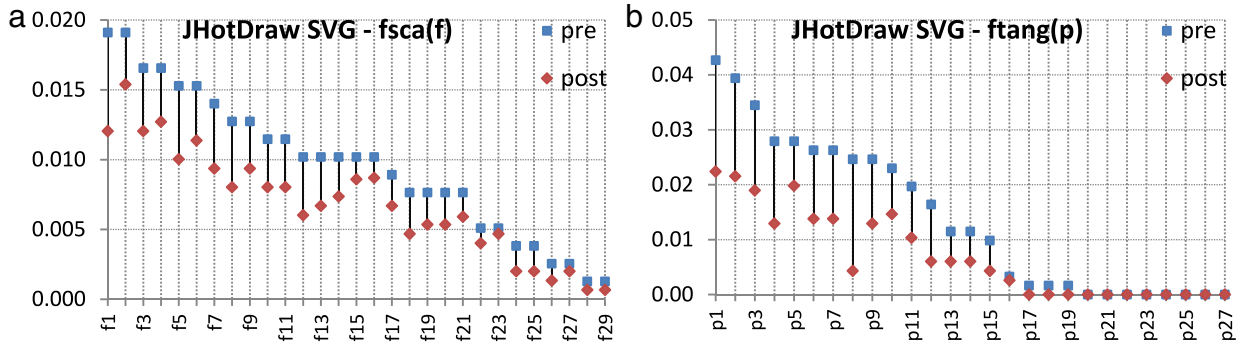 a
JHotDraw SVG - fsca(f)
pre
post
0.020
0.015
0.010
0.005
0.000
f1 f3 f5 f7 f9 f11 f13 f15 f17 f19 f21 f23 f25 f27 f29
b
JHotDraw SVG - ftang(p)
pre
post
0.05
0.04
0.03
0.02
0.01
0.00
p1 p3 p5 p7 p9 p11 p13 p15 p17 p19 p21 p23 p25 p27